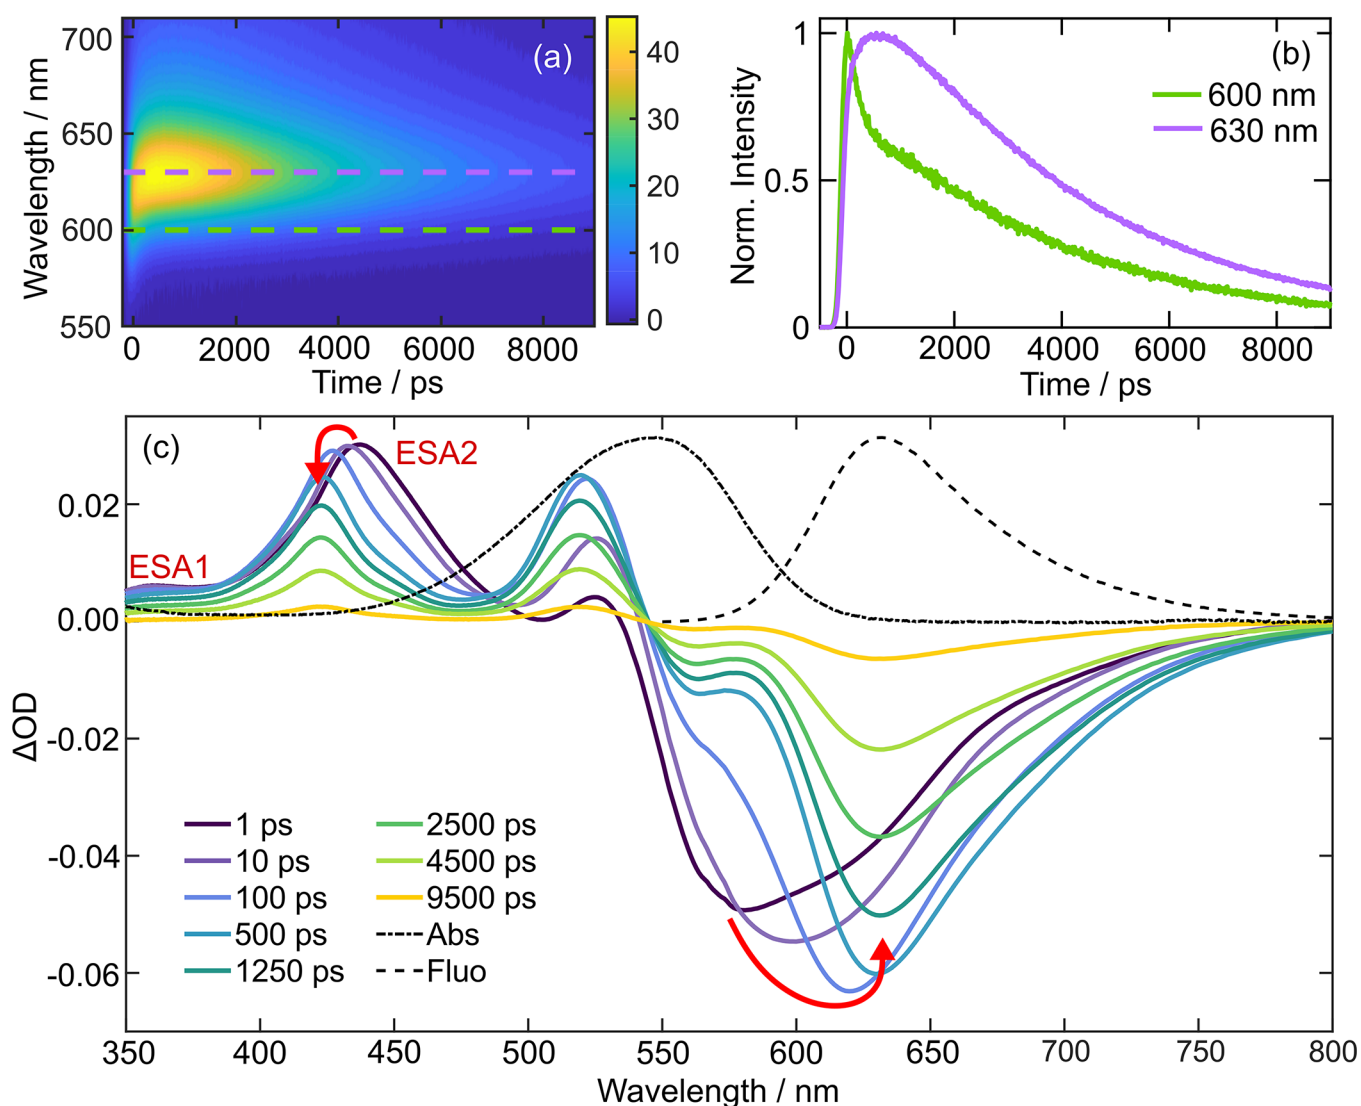 700
650
600
550
Wavelength / nm
(a)
0
2000
4000
6000
8000
Time / ps
40
30
20
10
0
1
0.5
0
Norm. Intensity
(b)
600 nm
630 nm
0
2000
4000
6000
8000
Time / ps
(c)
ESA2
ESA1
0.02
0.00
-0.02
-0.04
-0.06
ΔOD
1 ps
10 ps
100 ps
500 ps
1250 ps
2500 ps
4500 ps
9500 ps
Abs
Fluo
350
400
450
500
550
600
650
700
750
800
Wavelength / nm